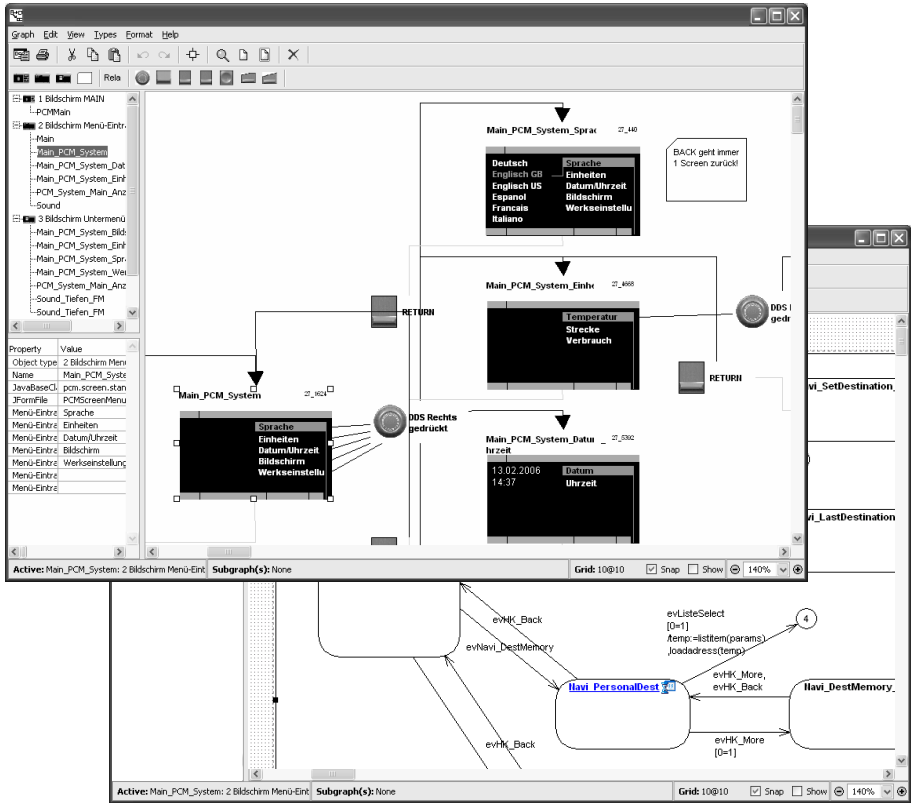 Graph Edit View Types Format Help
Rela
1 Bildschirm MAIN
PCMMain
2 Bildschirm Menü-Eintr
Main
Main_PCM_System
Main_PCM_System_Dat
Main_PCM_System_Einh
PCM_System_Main_Anz
Sound
3 Bildschirm Untermenü
Main_PCM_System_Bilds
Main_PCM_System_Einh
Main_PCM_System_Spr
Main_PCM_System_Wer
Main_PCM_System_Anz
Sound_Tiefen_FM
Sound_Tiefen_FM
Property Value
Object type 2 Bildschirm Menü
Name Main_PCM_Syste
JavaBaseCl pcm.screen.stan
JFormFile PCMScreenMenu
Menü-Eintra Sprache
Menü-Eintra Einheiten
Menü-Eintra Datum/Uhrzeit
Menü-Eintra Bildschirm
Menü-Eintra Werkseinstellung
Menü-Eintra
Menü-Eintra
Main_PCM_System_Sprac 27_440
Deutsch Sprache
Englisch GB Einheiten
Englisch US Datum/Uhrzeit
Espanol Bildschirm
Francais Werkseinstellu
Italiano
BACK geht immer
1 Screen zurück!
Main_PCM_System_Einhe 27_4668
Temperatur
Strecke
Verbrauch
DDS
gedr
RETURN
RETURN
Main_PCM_System 27_1624
Sprache
Einheiten
Datum/Uhrzeit
Bildschirm
Werkseinstellu
DDS Rechts
gedrückt
Main_PCM_System_Datur 27_5302
hrzeit
13.02.2006 Datum
14:37 Uhrzeit
Active: Main_PCM_System: 2 Bildschirm Menü-Eint Subgraph(s): None Grid: 10@10 Snap Show 140%
vi_SetDestination_
vi_LastDestination
evHK_Back
evNavi_DestMemory
evListeSelect
[0=1]
/temp:=listitem(params)
,loadadress(temp)
4
Navi_PersonalDest
evHK_More,
evHK_Back
Navi_DestMemory_
evHK_More
[0=1]
evHK_Back
Active: Main_PCM_System: 2 Bildschirm Menü-Eint Subgraph(s): None Grid: 10@10 Snap Show 140%